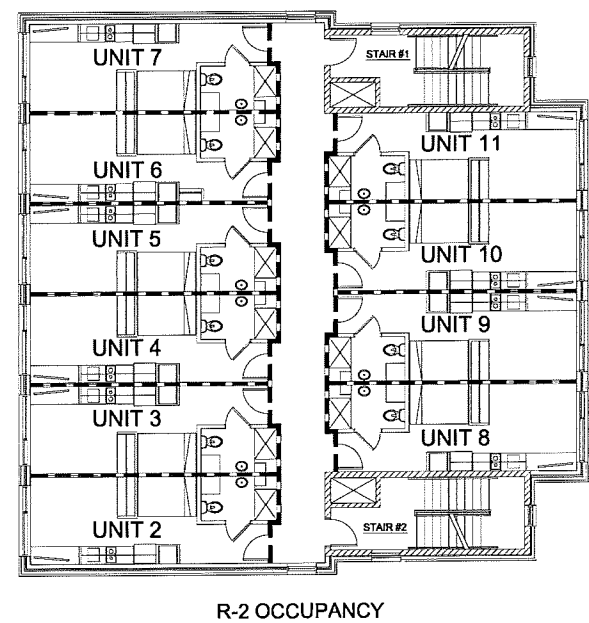 UNIT 7
STAIR #1
UNIT 11
UNIT 6
UNIT 5
UNIT 10
UNIT 9
UNIT 4
UNIT 3
UNIT 8
UNIT 2
STAIR #2
R-2 OCCUPANCY